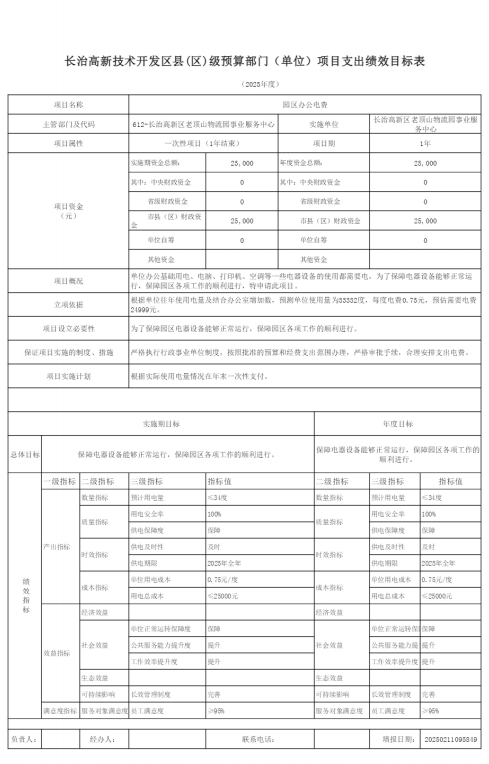 长治高新技术开发区县(区)级预算部门（单位）项目支出绩效目标表
（2025年度）
项目名称 园区办公电费
主管部门及代码 612-长治高新区老顶山物流园事业服务中心 实施单位 长治高新区老顶山物流园事业服
务中心
项目属性 一次性项目（1年结束） 项目期 1年
项目资金
（元）
实施期资金总额: 25,000 年度资金总额: 25,000
其中: 中央财政资金 0 其中: 中央财政资金 0
省级财政资金 0 省级财政资金 0
市县（区）财政资
金 25,000 市县（区）财政资金 25,000
单位自筹 0 单位自筹 0
其他资金 其他资金
项目概况 单位办公基础用电、电脑、打印机、空调等一些电器设备的使用都需要电，为了保障电器设备能够正常运
行，保障园区各项工作的顺利进行，特申请此项目。
立项依据 根据单位往年使用电量及结合办公室增加数，预测单位使用量为33332度，每度电费0.75元，预估需要电费
24999元。
项目设立必要性 为了保障园区电器设备能够正常运行，保障园区各项工作的顺利进行。
保证项目实施的制度、措施 严格执行行政事业单位制度，按照批准的预算和经费支出范围办理，严格审批手续，合理安排支出电费。
项目实施计划 根据实际使用电量情况在年末一次性支付。
实施期目标 年度目标
总体目标 保障电器设备能够正常运行，保障园区各项工作的顺利进行。 保障电器设备能够正常运行，保障园区各项工作的
顺利进行。
绩
效
指
标
一级指标 二级指标 三级指标 指标值 二级指标 三级指标 指标值
产出指标
数量指标 预计用电量 ≤34度 数量指标 预计用电量 ≤34度
质量指标 用电安全率 100% 质量指标 用电安全率 100%
供电保障度 保障 供电保障度 保障
时效指标 供电及时性 及时 时效指标 供电及时性 及时
供电期限 2025年全年 供电期限 2025年全年
成本指标 单位用电成本 0.75元/度 成本指标 单位用电成本 0.75元/度
用电总成本 ≤25000元 用电总成本 ≤25000元
效益指标
经济效益 经济效益
社会效益 单位正常运转保障度 保障 社会效益 单位正常运转保 保障
公共服务能力提升度 提升 公共服务能力提 提升
工作效率提升度 提升 工作效率提升度 提升
生态效益 生态效益
可持续影响 长效管理制度 完善 可持续影响 长效管理制度 完善
满意度指标 服务对象满意度 员工满意度 ≥95% 服务对象满意度 员工满意度 ≥95%
负责人: 经办人: 联系电话: 填报日期: 20250211095349